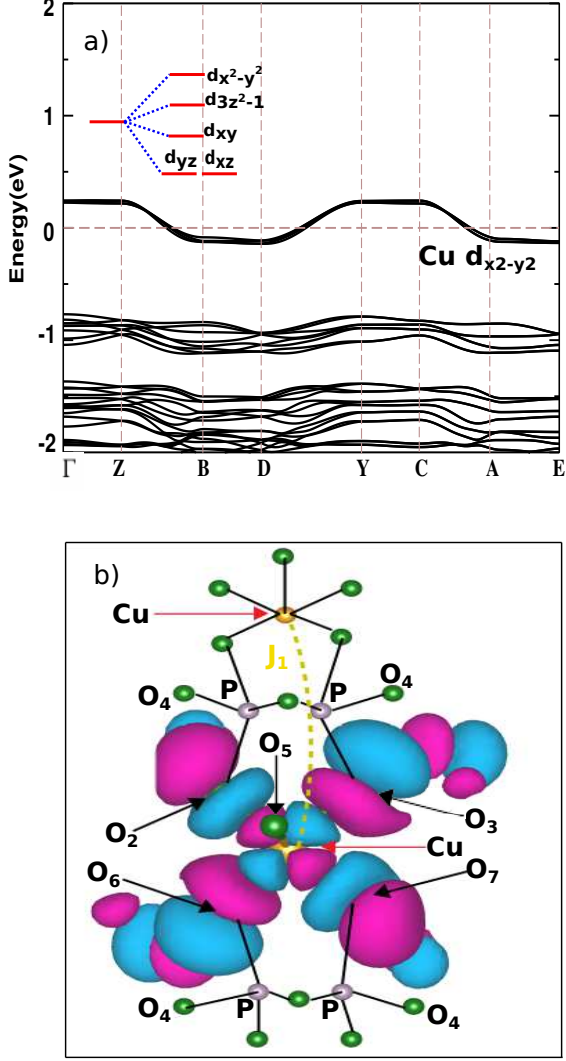 2
a)
dx²-y²
d3z²-1
dxy
dyz dxz
1
Energy(eV)
0
Cu dx2-y2
-1
-2
Γ Z B D Y C A E
b)
Cu
J₁
O₄ P P O₄
O₅
O₂ O₃
Cu
O₆ O₇
O₄ P P O₄